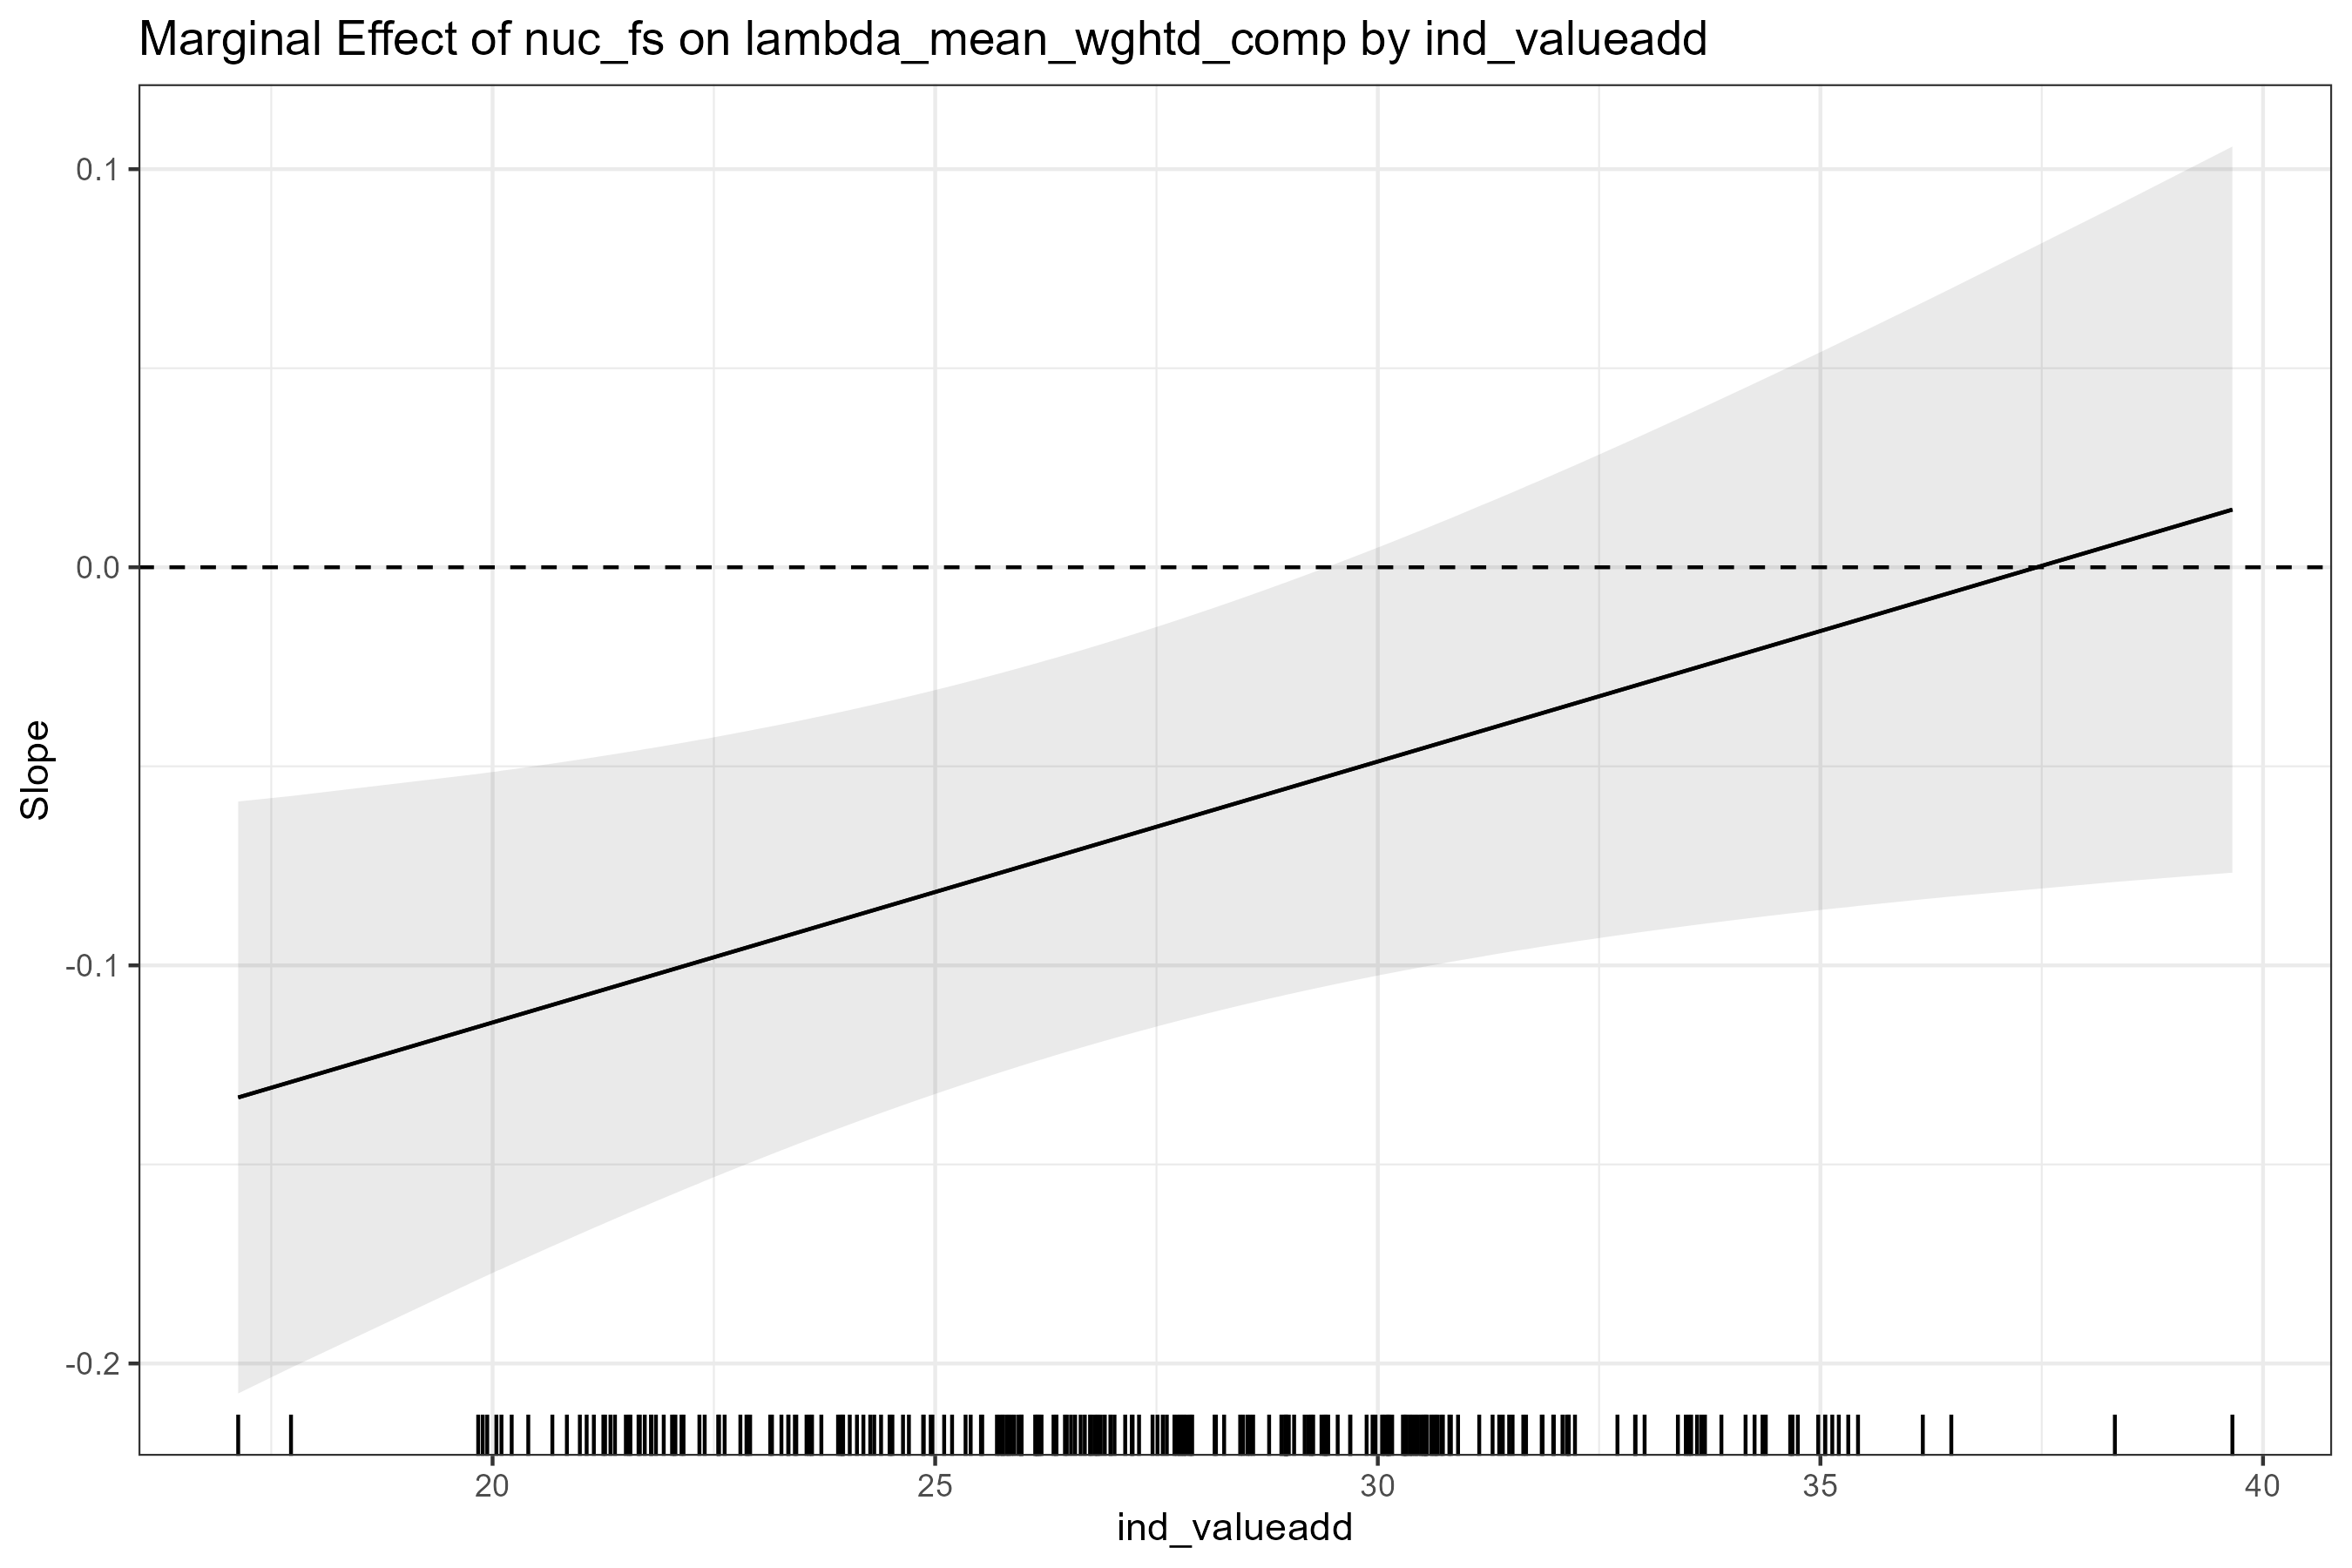 Marginal Effect of nuc_fs on lambda_mean_wghtd_comp by ind_valueadd
0.1
0.0
-0.1
-0.2
Slope
20 25 30 35 40
ind_valueadd